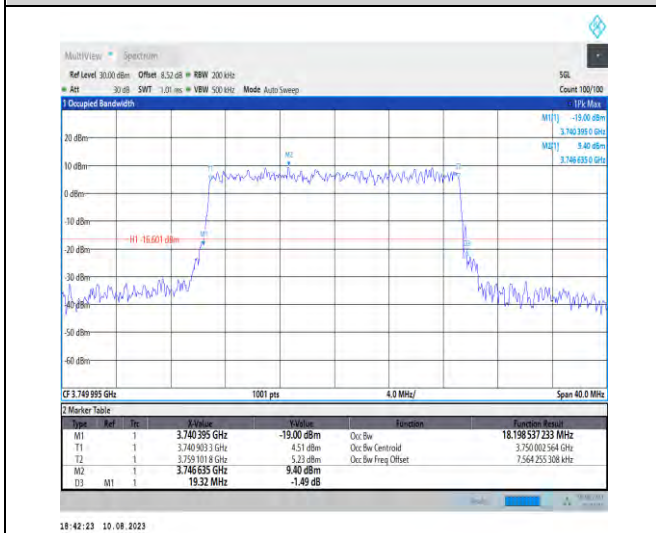 MultiView Spectrum
Ref Level 30.00 dBm Offset 8.52 dB RBW 200 kHz SGL
Att 30 dB SWT 1.01 ms VBW 500 kHz Mode Auto Sweep Count 100/100
1 Occupied Bandwidth 1Pk Max
M1[1] -19.00 dBm
3.740 395 0 GHz
M2[1] 9.40 dBm
3.746 635 0 GHz
20 dBm
M2
10 dBm
T1
0 dBm
-10 dBm
H1 -16.601 dBm
M1
-20 dBm
-30 dBm
-40 dBm
-50 dBm
-60 dBm
CF 3.749 995 GHz 1001 pts 4.0 MHz/ Span 40.0 MHz
2 Marker Table
Type Ref Trc X-Value Y-Value Function Function Result
M1 1 3.740 395 GHz -19.00 dBm Occ Bw 18.198 537 233 MHz
T1 1 3.740 903 3 GHz 4.51 dBm Occ Bw Centroid 3.750 002 564 GHz
T2 1 3.759 101 8 GHz 5.23 dBm Occ Bw Freq Offset 7.564 255 308 kHz
M2 1 3.746 635 GHz 9.40 dBm
D3 M1 1 19.32 MHz -1.49 dB
18:42:23 10.08.2023